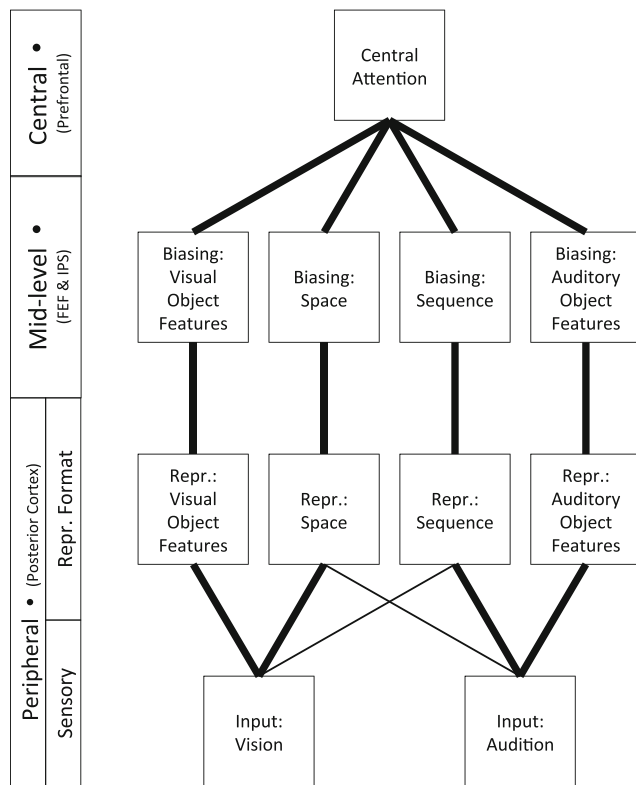 Central •
(Prefrontal)
Central
Attention
Mid-level •
(FEF & IPS)
Biasing:
Visual
Object
Features
Biasing:
Space
Biasing:
Sequence
Biasing:
Auditory
Object
Features
Peripheral • (Posterior Cortex)
Repr. Format
Repr.:
Visual
Object
Features
Repr.:
Space
Repr.:
Sequence
Repr.:
Auditory
Object
Features
Sensory
Input:
Vision
Input:
Audition